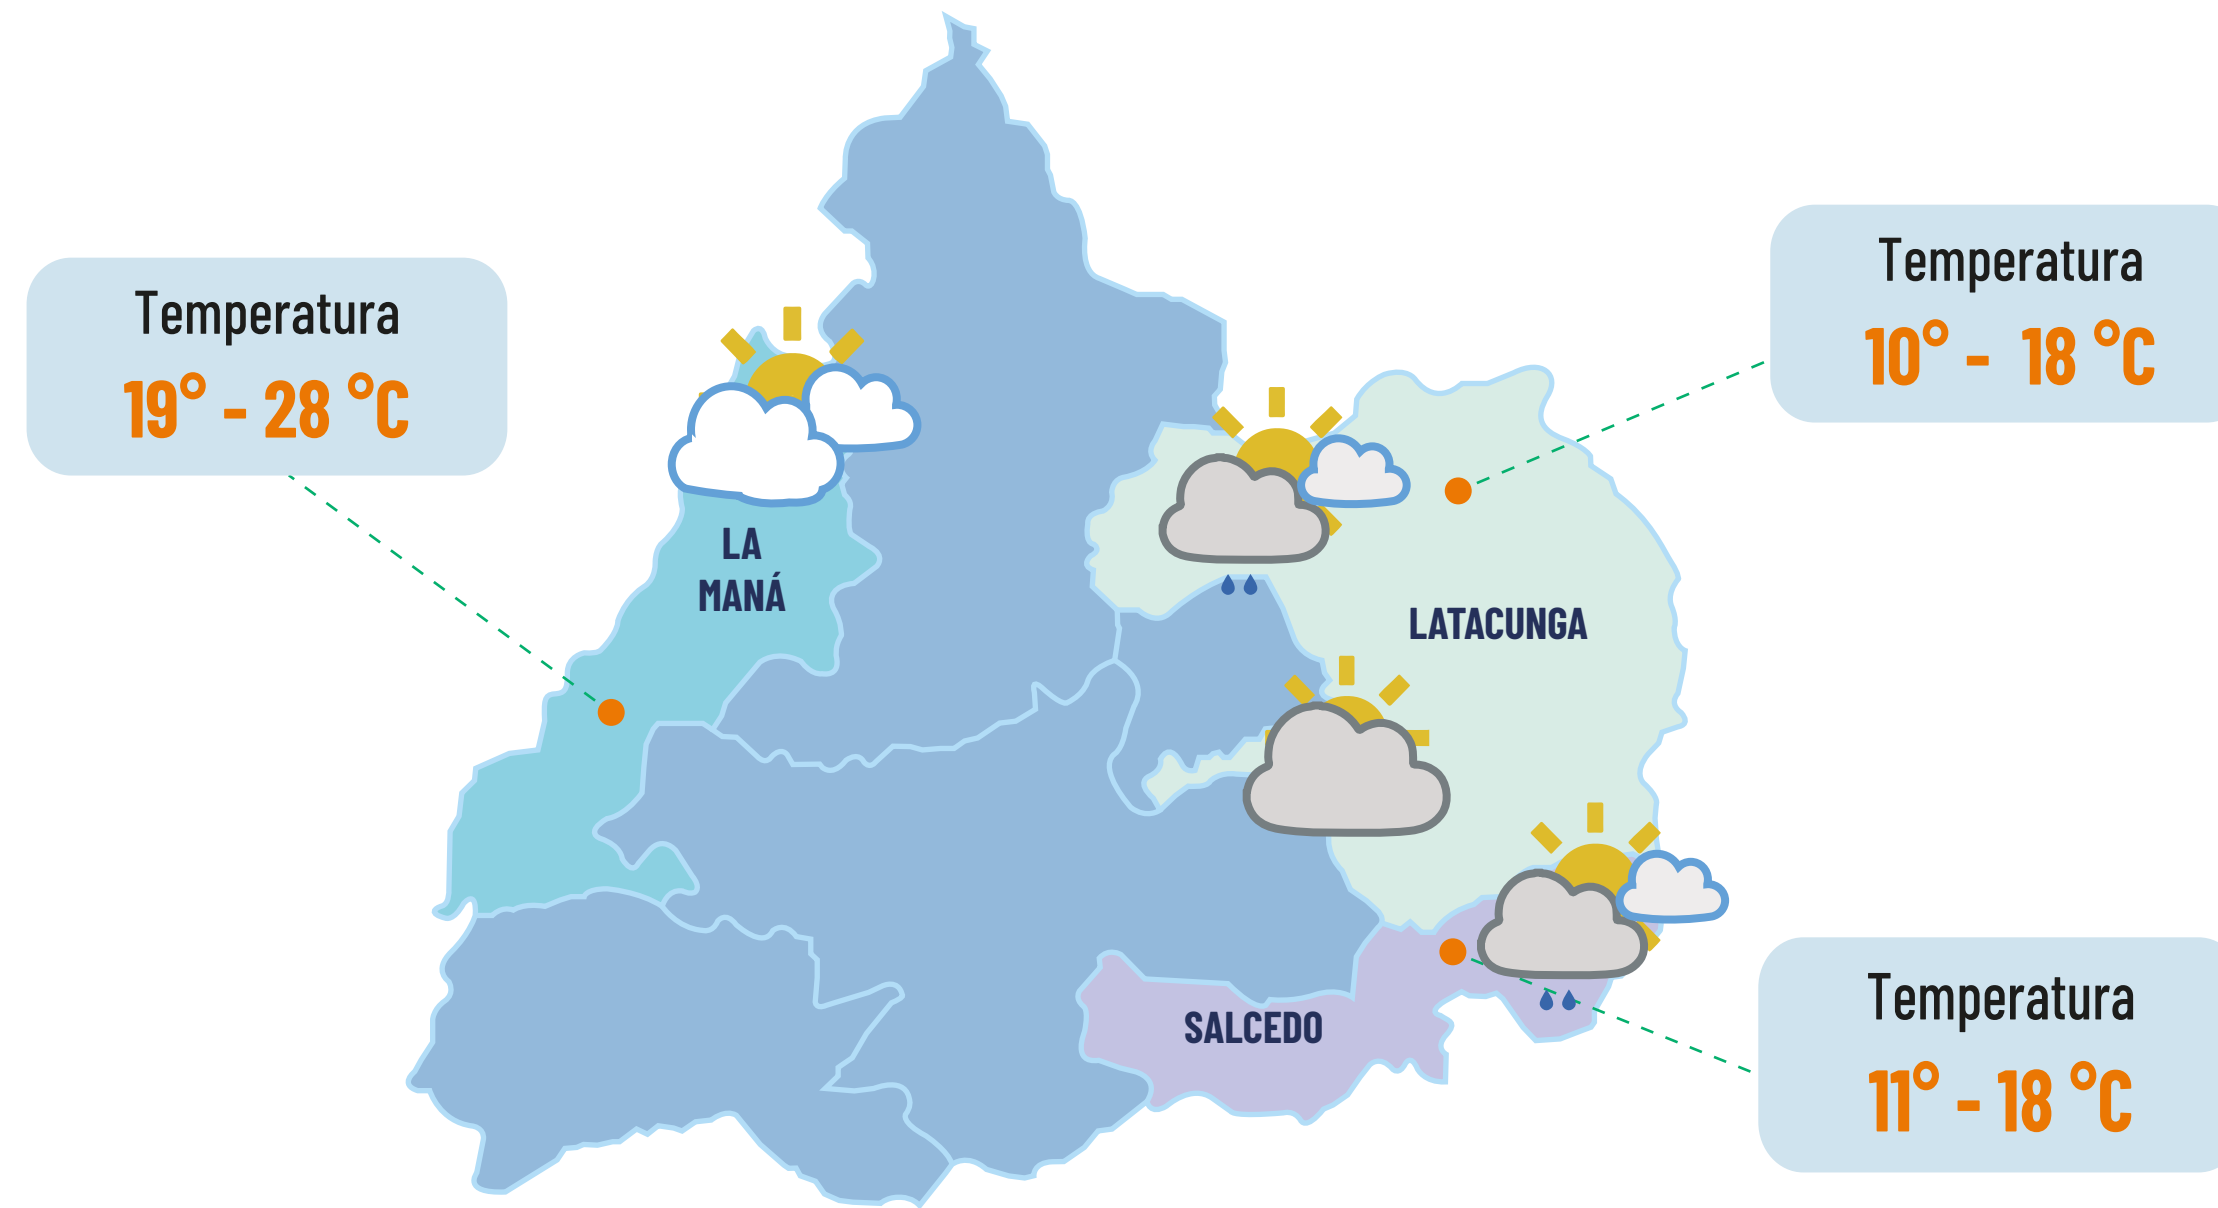 Temperatura
19° - 28 °C
Temperatura
10° - 18 °C
LA
MANÁ
LATACUNGA
SALCEDO
Temperatura
11° - 18 °C